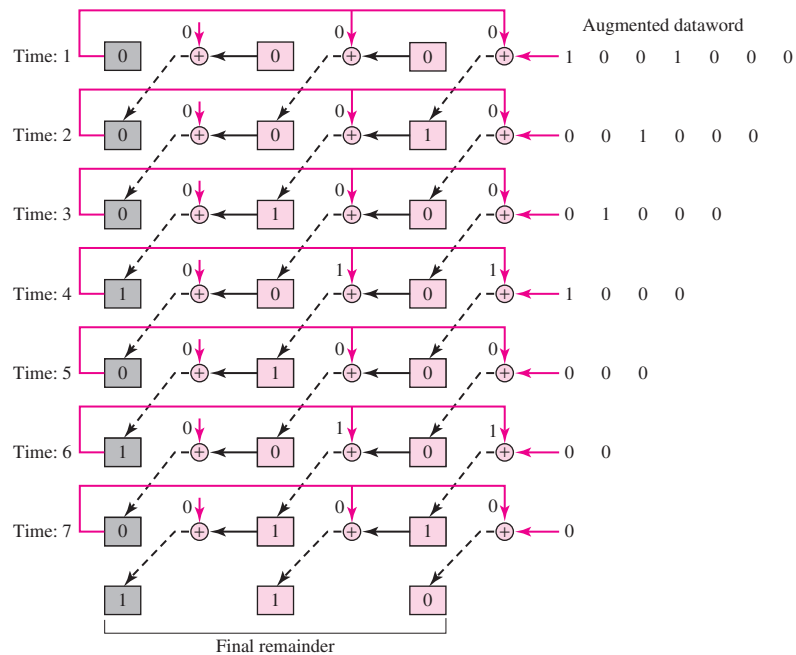 Augmented dataword
0 0 0
Time: 1 0 + 0 + 0 + 1 0 0 1 0 0 0
0 0 0
Time: 2 0 + 0 + 1 + 0 0 1 0 0 0
0 0 0
Time: 3 0 + 1 + 0 + 0 1 0 0 0
0 1 1
Time: 4 1 + 0 + 0 + 1 0 0 0
0 0 0
Time: 5 0 + 1 + 0 + 0 0 0
0 1 1
Time: 6 1 + 0 + 0 + 0 0
0 0 0
Time: 7 0 + 1 + 1 + 0
1 1 0
Final remainder